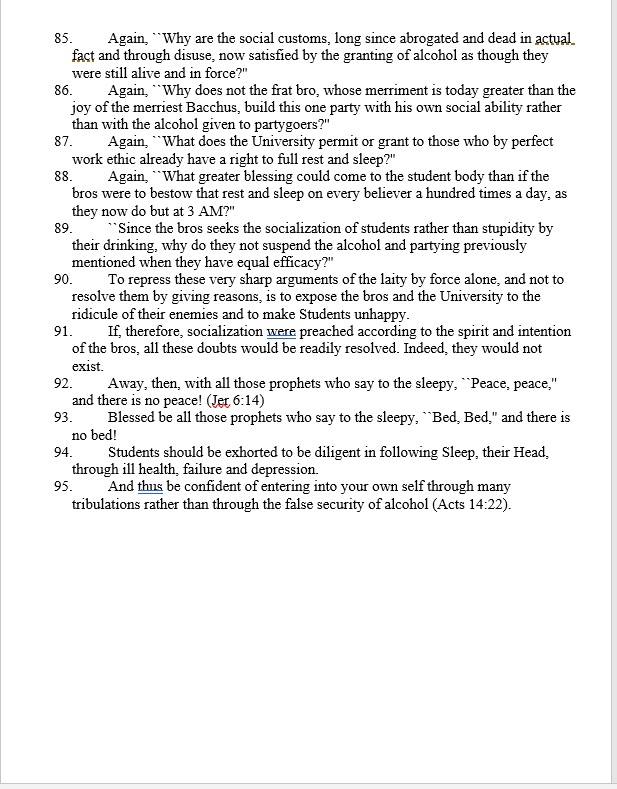 85. Again, ``Why are the social customs, long since abrogated and dead in actual
fact and through disuse, now satisfied by the granting of alcohol as though they
were still alive and in force?"
86. Again, ``Why does not the frat bro, whose merriment is today greater than the
joy of the merriest Bacchus, build this one party with his own social ability rather
than with the alcohol given to partygoers?"
87. Again, ``What does the University permit or grant to those who by perfect
work ethic already have a right to full rest and sleep?"
88. Again, ``What greater blessing could come to the student body than if the
bros were to bestow that rest and sleep on every believer a hundred times a day, as
they now do but at 3 AM?"
89. ``Since the bros seeks the socialization of students rather than stupidity by
their drinking, why do they not suspend the alcohol and partying previously
mentioned when they have equal efficacy?"
90. To repress these very sharp arguments of the laity by force alone, and not to
resolve them by giving reasons, is to expose the bros and the University to the
ridicule of their enemies and to make Students unhappy.
91. If, therefore, socialization were preached according to the spirit and intention
of the bros, all these doubts would be readily resolved. Indeed, they would not
exist.
92. Away, then, with all those prophets who say to the sleepy, ``Peace, peace,"
and there is no peace! (Jer 6:14)
93. Blessed be all those prophets who say to the sleepy, ``Bed, Bed," and there is
no bed!
94. Students should be exhorted to be diligent in following Sleep, their Head,
through ill health, failure and depression.
95. And thus be confident of entering into your own self through many
tribulations rather than through the false security of alcohol (Acts 14:22).